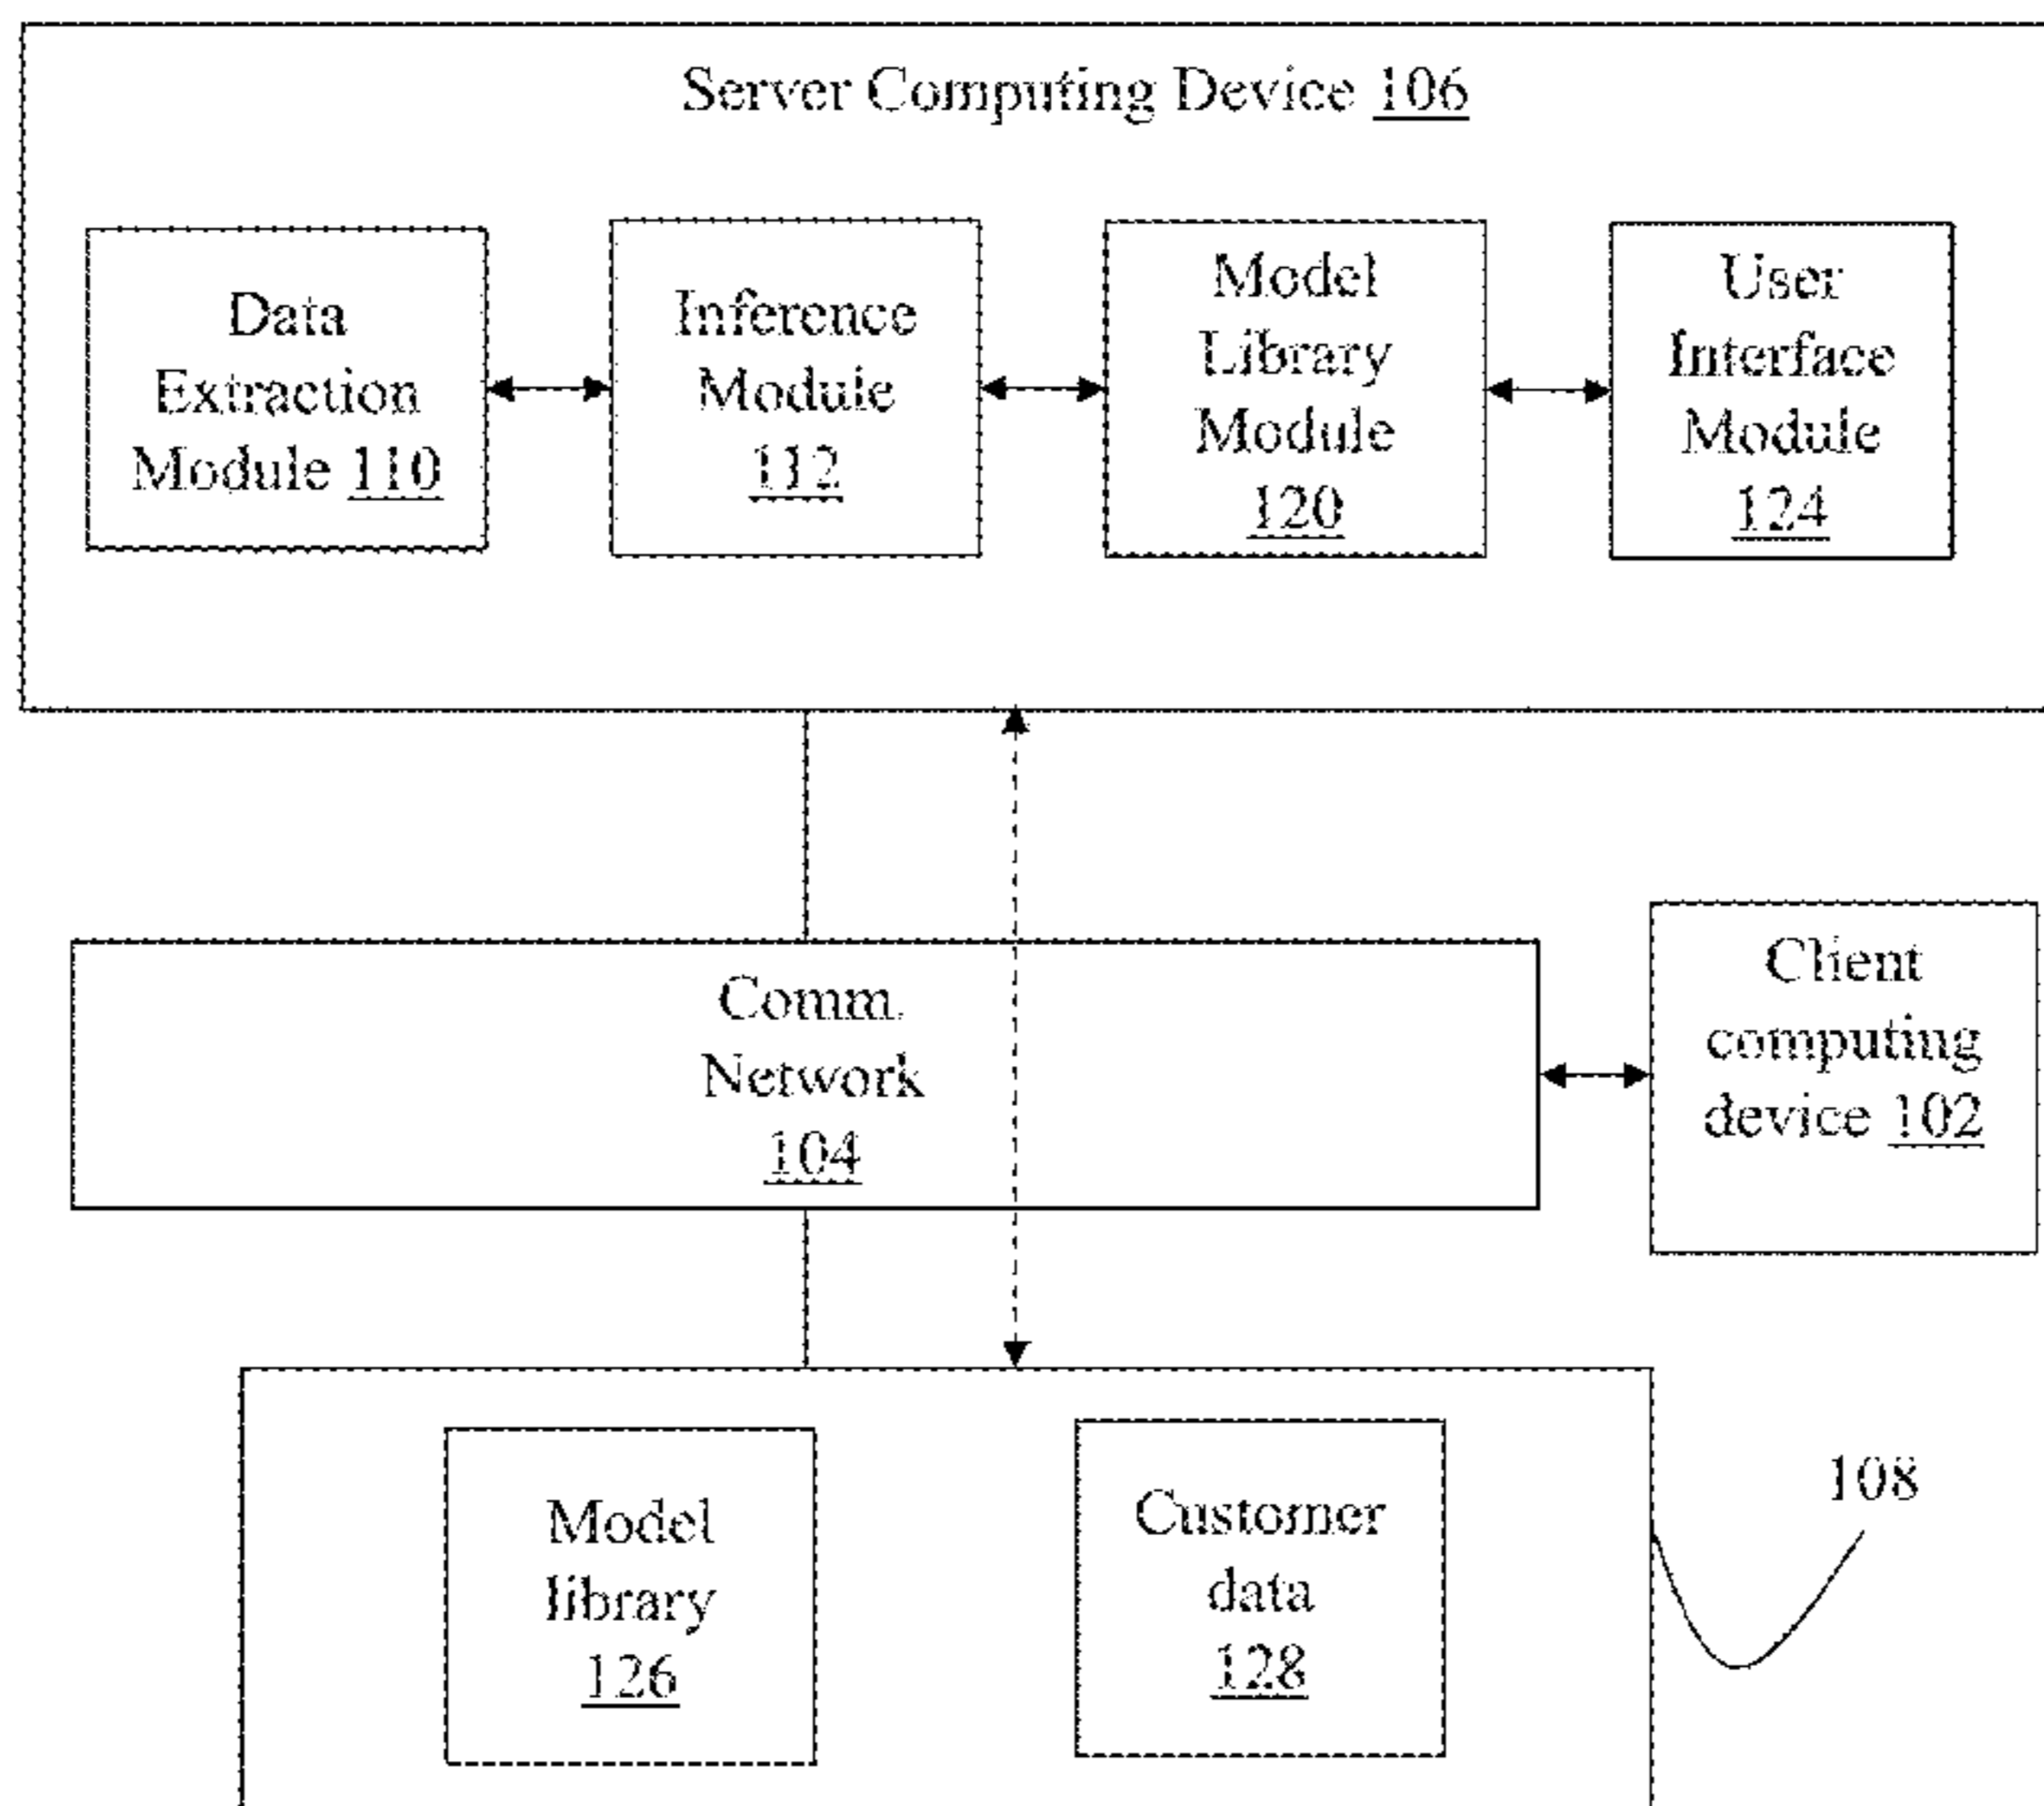 Server Computing Device 106
Data
Extraction
Module 110
Inference
Module
112
Model
Library
Module
120
User
Interface
Module
124
Comm.
Network
104
Client
computing
device 102
Model
library
126
Customer
data
128
108